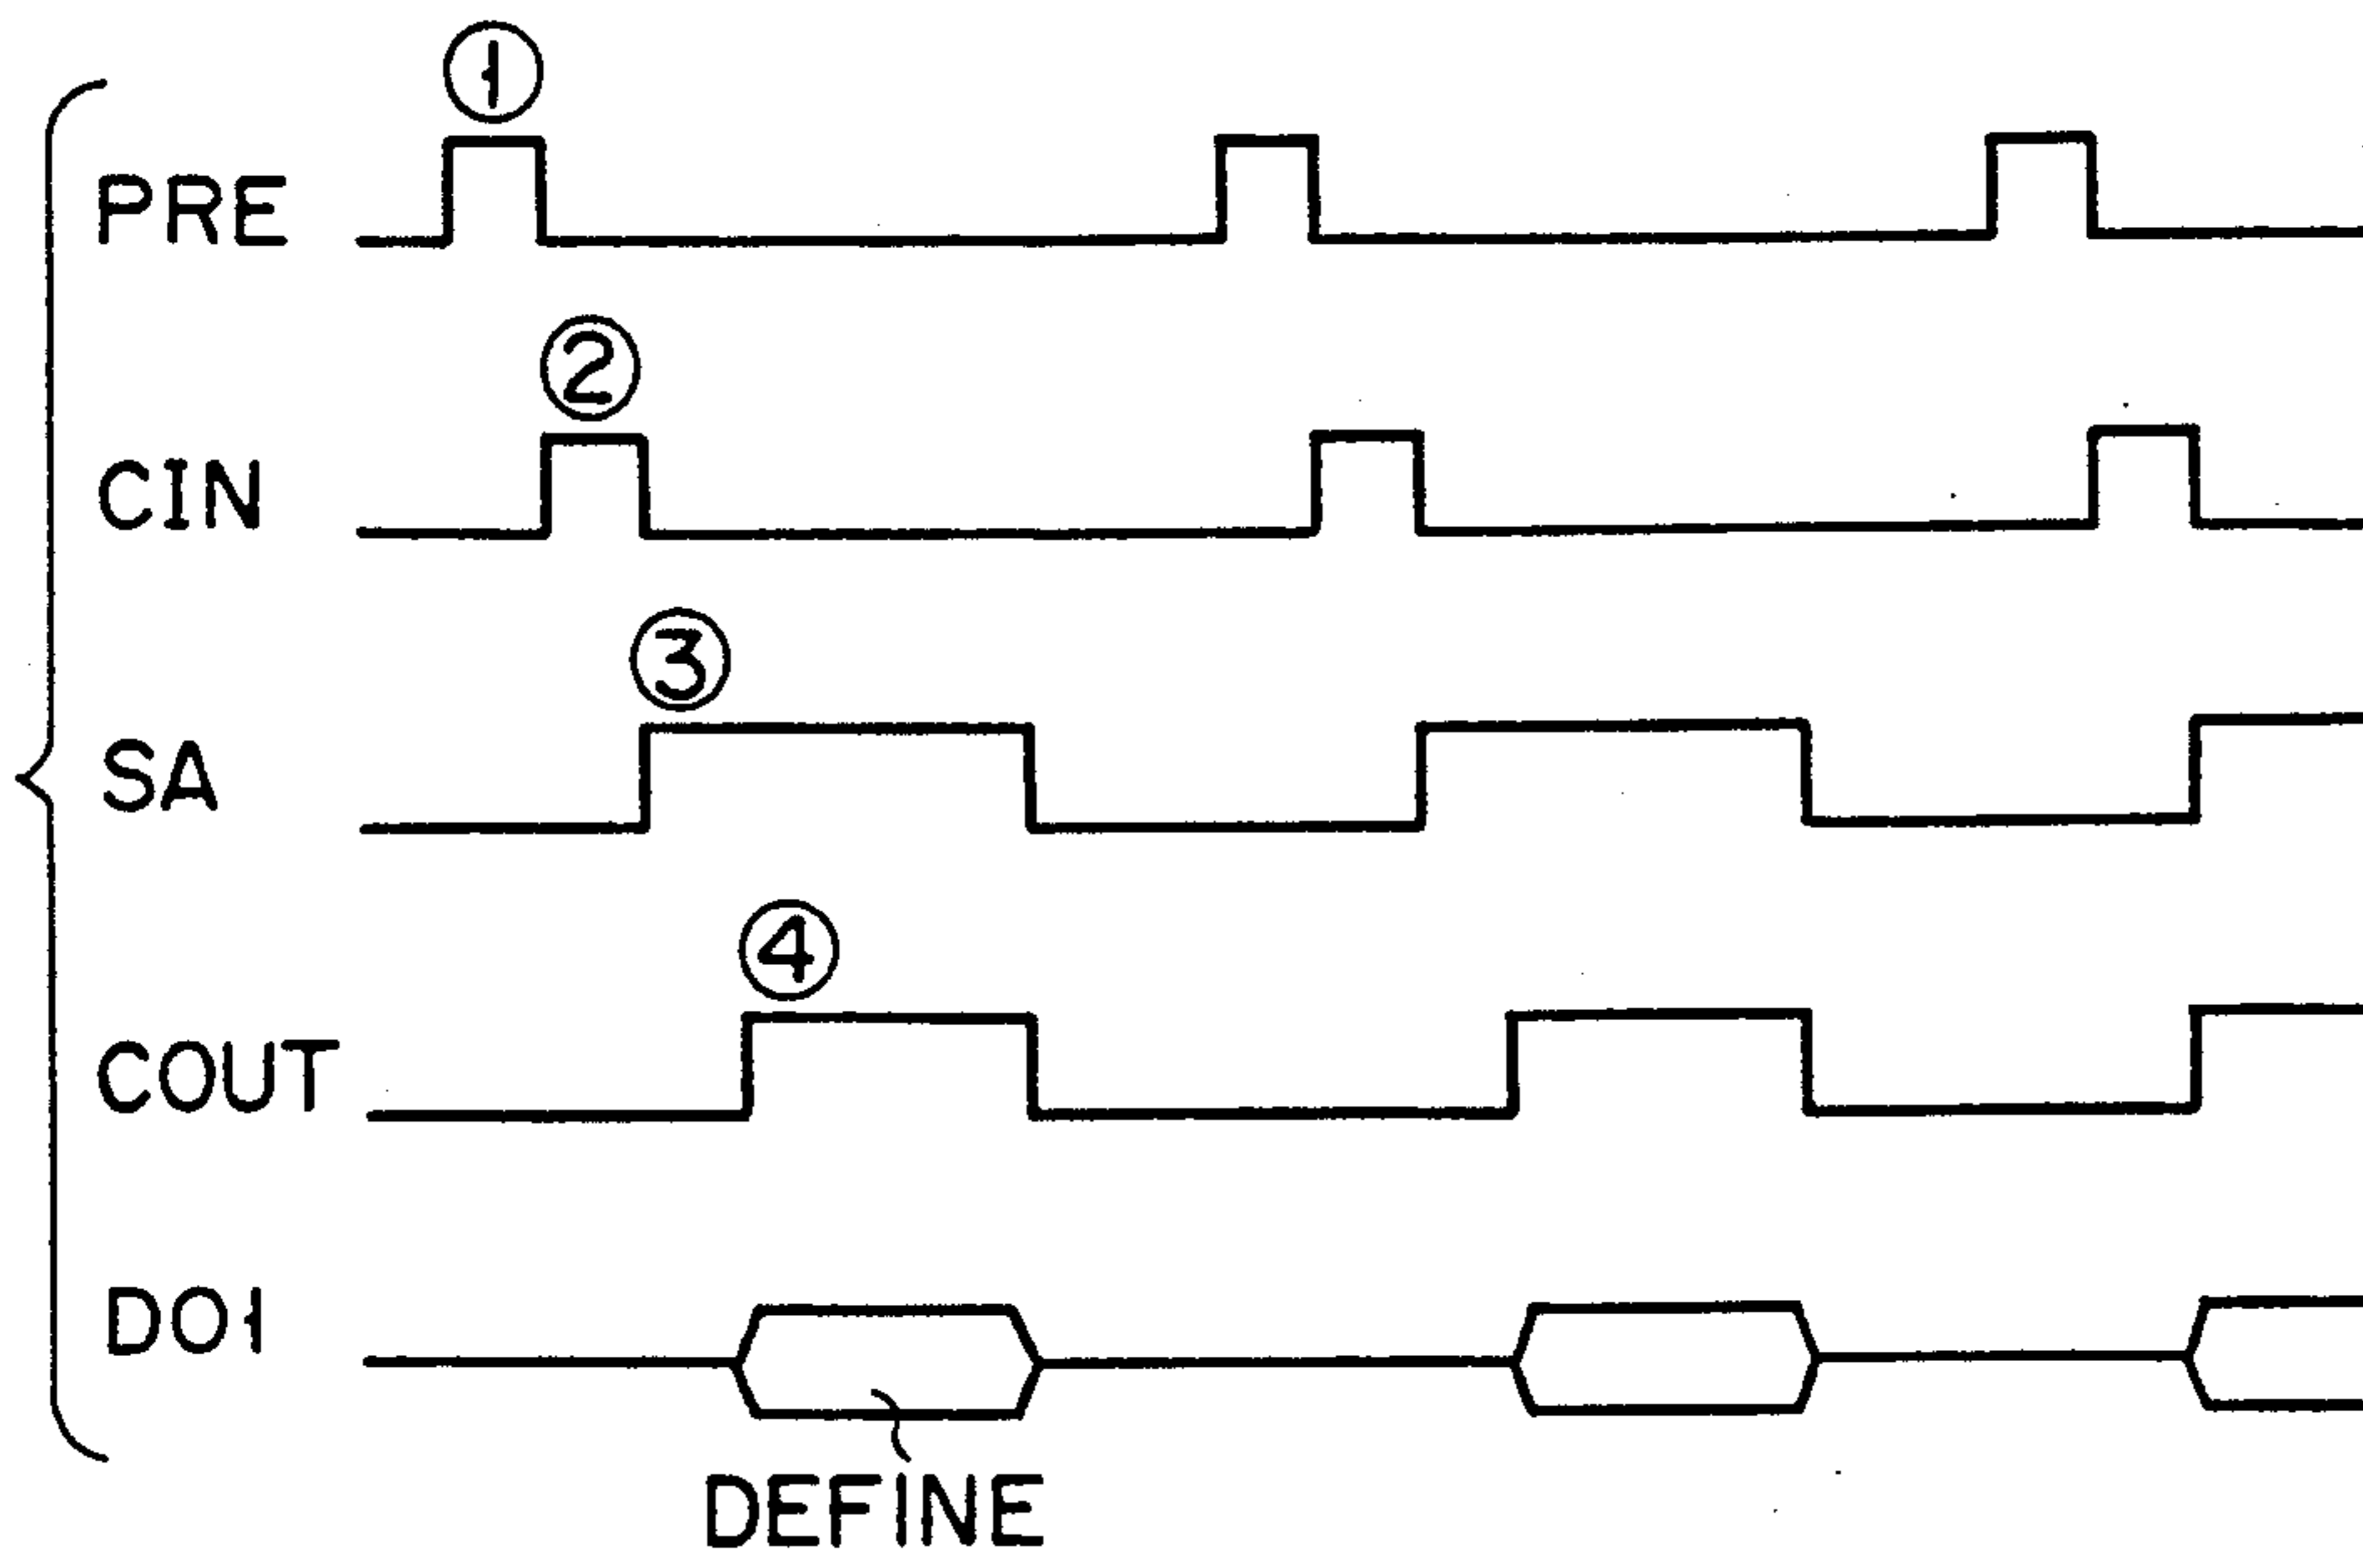 ①
PRE
②
CIN
③
SA
④
COUT
DO1
DEFINE